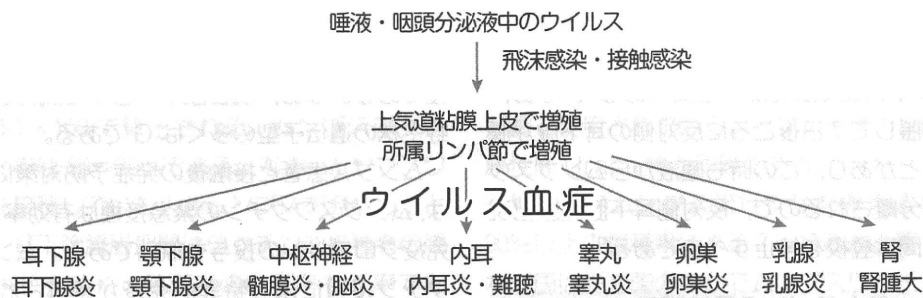 唾液・咽頭分泌液中のウイルス
飛沫感染・接触感染
上気道粘膜上皮で増殖
所属リンパ節で増殖
ウイルス血症
耳下腺 顎下腺 中枢神経 内耳 睾丸 卵巣 乳腺 腎
耳下腺炎 顎下腺炎 髄膜炎・脳炎 内耳炎・難聴 睾丸炎 卵巣炎 乳腺炎 腎腫大